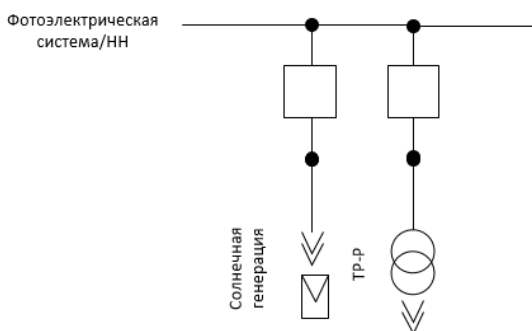 Фотоэлектрическая
система/НН
Солнечная
генерация
ТР-Р